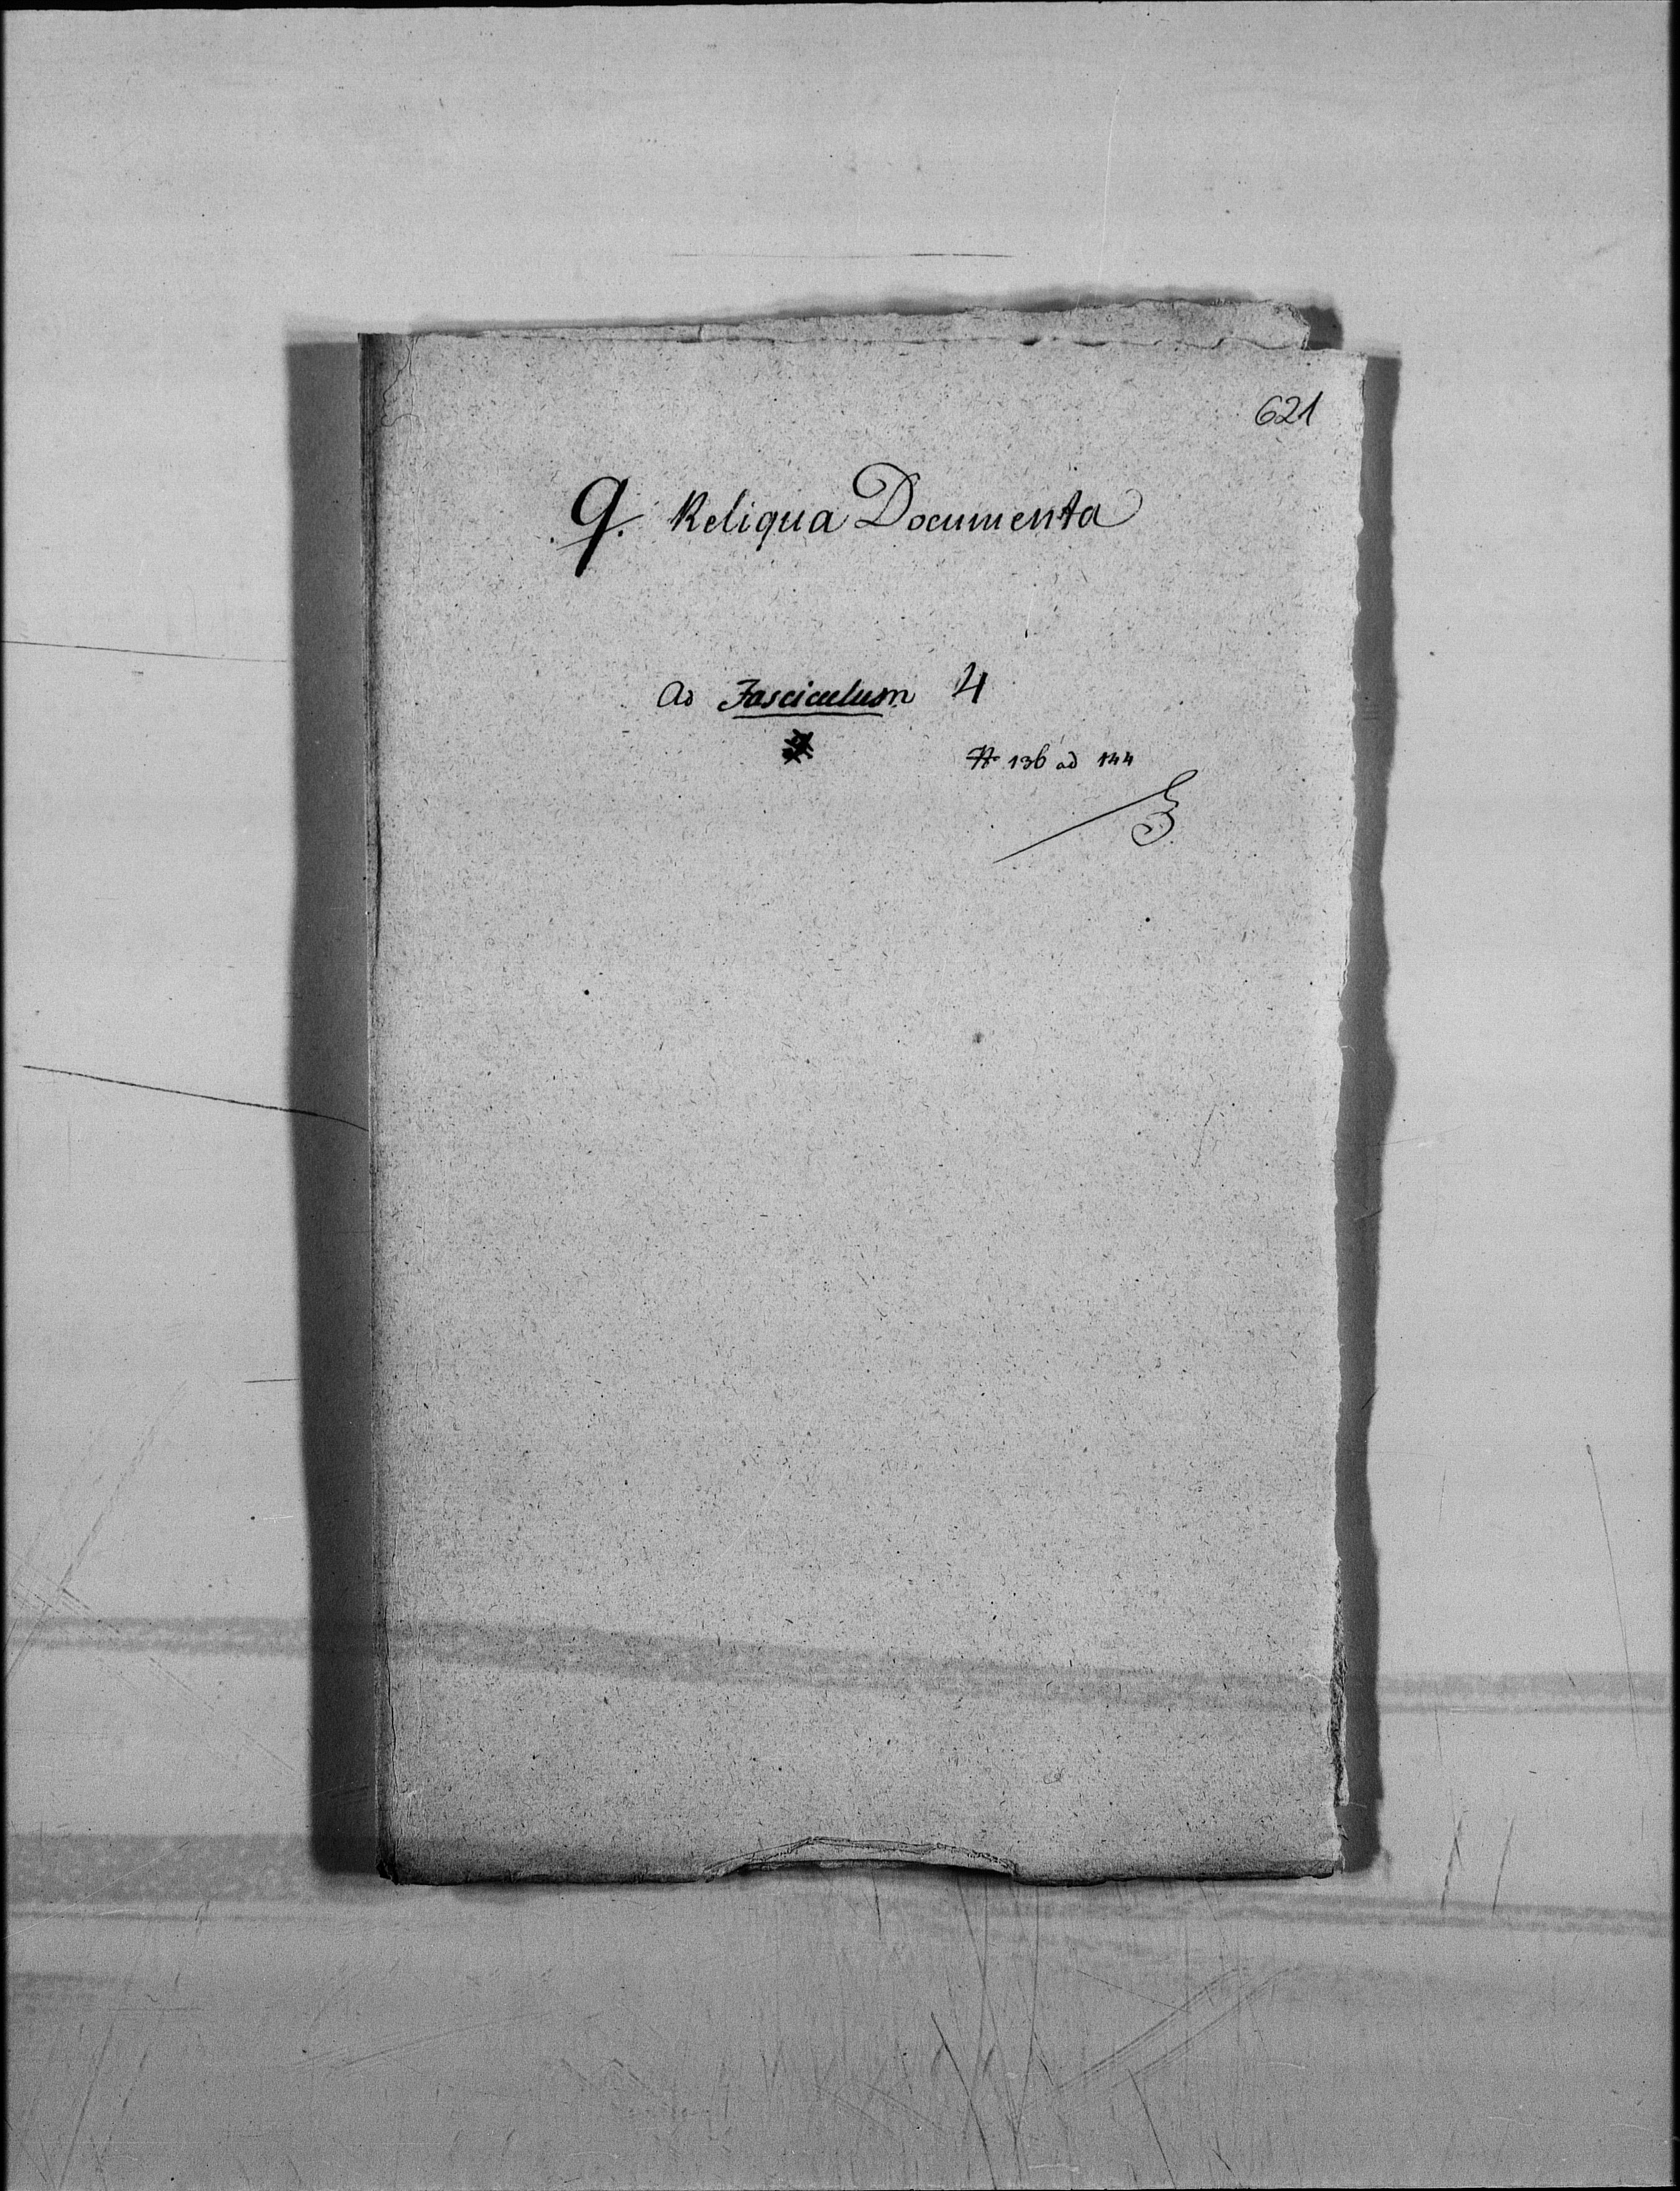 621
9. Reliqua Documenta
ad Fasciculum 4
№ 136 ad 144